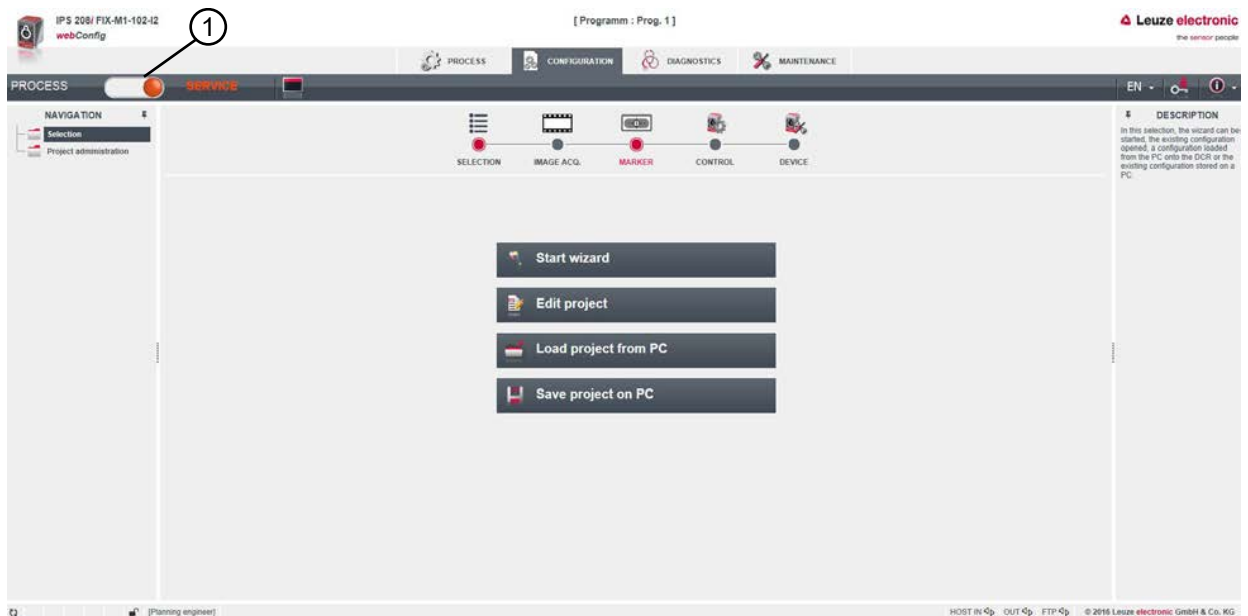 IPS 208i FIX-M1-102-I2
webConfig
1
[ Programm : Prog. 1 ]
Leuze electronic
the sensor people
PROCESS
CONFIGURATION
DIAGNOSTICS
MAINTENANCE
PROCESS
SERVICE
EN
NAVIGATION
Selection
Project administration
SELECTION
IMAGE ACQ.
MARKER
CONTROL
DEVICE
DESCRIPTION
In this selection, the wizard can be
started, the existing configuration
opened, a configuration loaded
from the PC onto the DCR or the
existing configuration stored on a
PC.
Start wizard
Edit project
Load project from PC
Save project on PC
[Planning engineer]
HOST IN OUT FTP © 2016 Leuze electronic GmbH & Co. KG